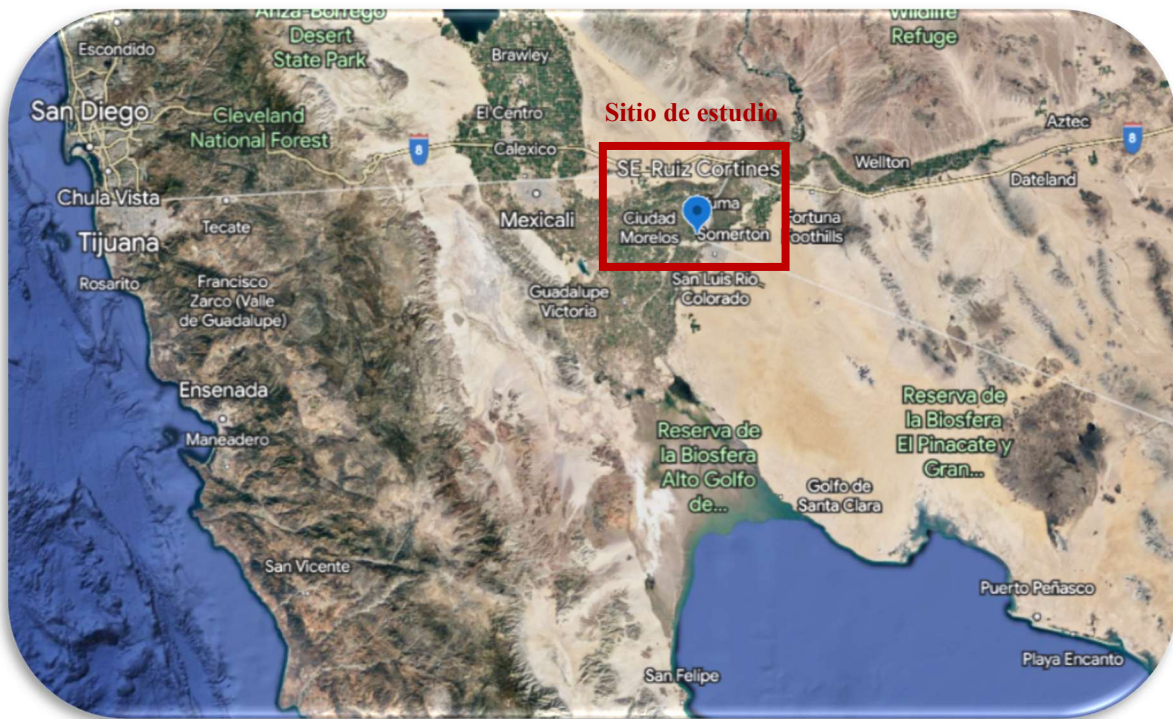 Anza-Borrego
Desert
State Park
Wildlife
Refuge
Escondido
Brawley
San Diego
Cleveland
National Forest
El Centro
Sitio de estudio
Aztec
8
8
Calexico
SE-Ruiz Cortines
Wellton
Dateland
Chula Vista
Tecate
Mexicali
Ciudad
Morelos
Yuma
Somerton
Fortuna
Foothills
Tijuana
Rosarito
Francisco
Zarco (Valle
de Guadalupe)
Guadalupe
Victoria
San Luis Río
Colorado
Ensenada
Maneadero
Reserva de
la Biosfera
Alto Golfo
de...
Reserva de
la Biosfera
El Pinacate y
Gran...
Golfo de
Santa Clara
San Vicente
Puerto Peñasco
Playa Encanto
San Felipe